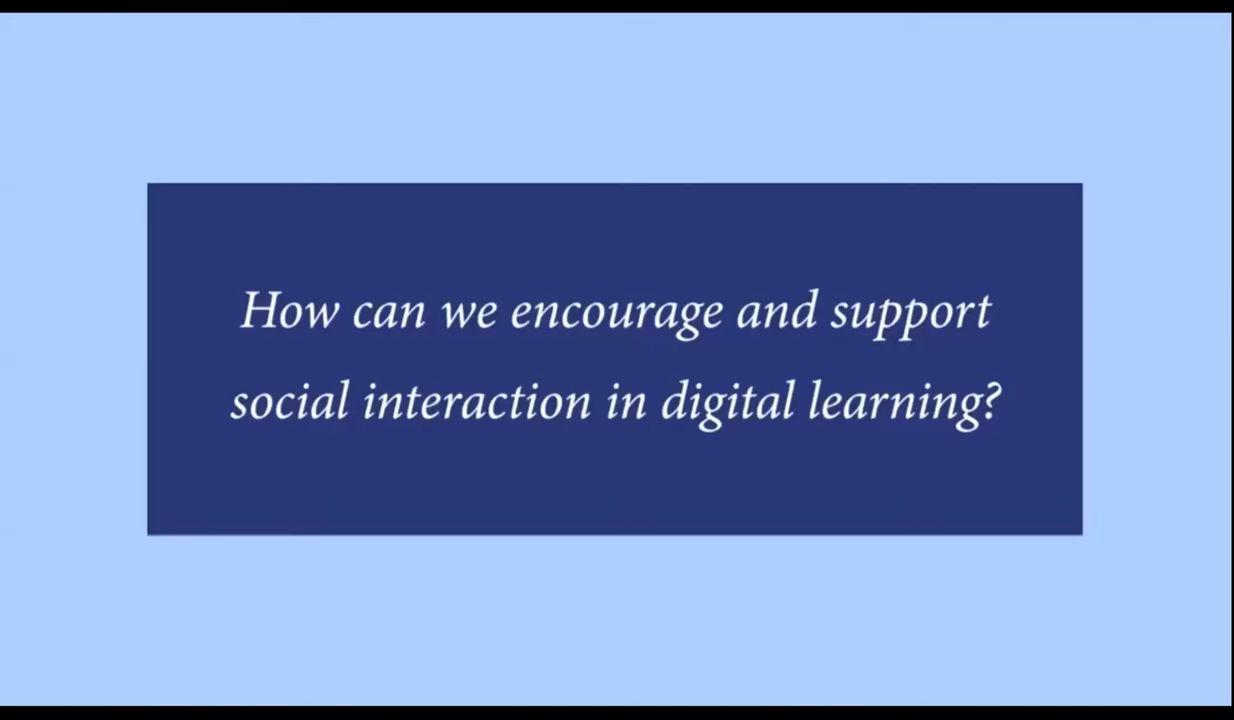 How can we encourage and support
social interaction in digital learning?